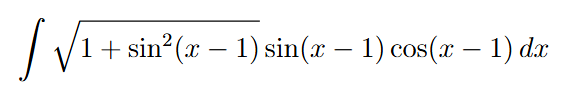 ∫ √(1 + sin²(x − 1)) sin(x − 1) cos(x − 1) dx